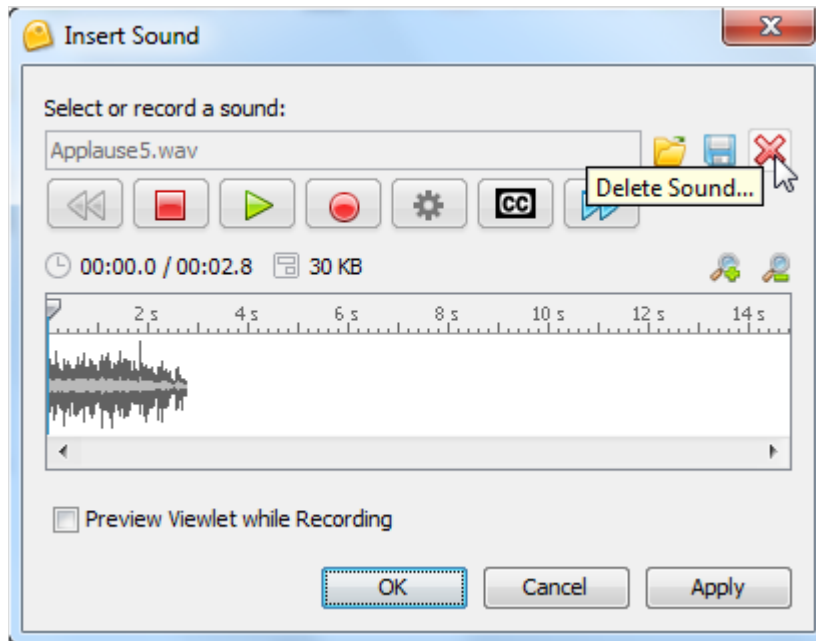 Insert Sound
Select or record a sound:
Applause5.wav
Delete Sound...
CC
00:00.0 / 00:02.8 30 KB
2 s 4 s 6 s 8 s 10 s 12 s 14 s
Preview Viewlet while Recording
OK Cancel Apply